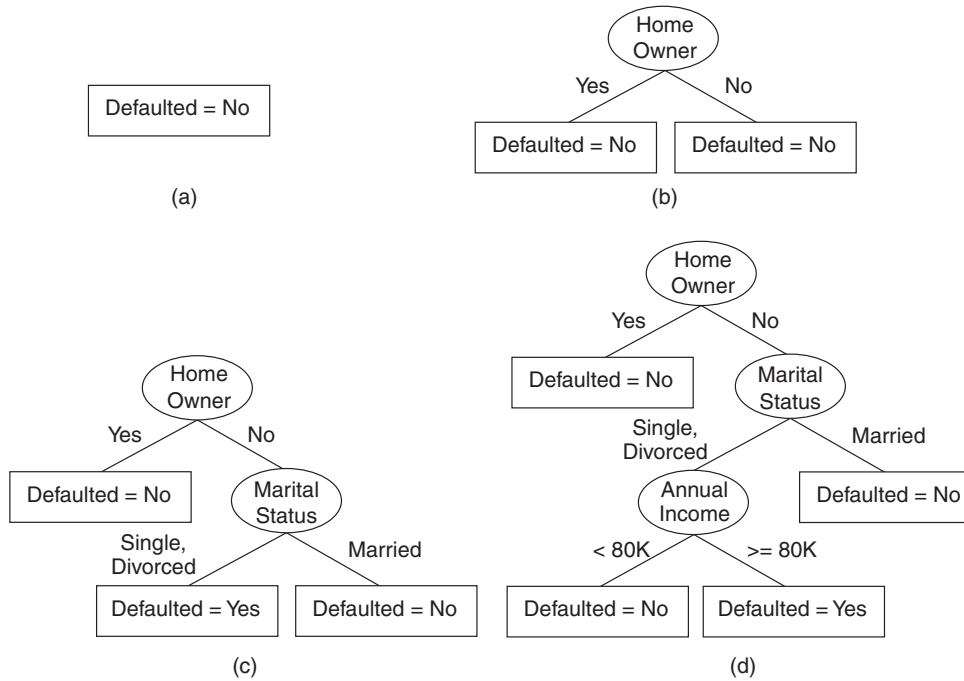 Defaulted = No
(a)
Home
Owner
Yes
No
Defaulted = No
Defaulted = No
(b)
Home
Owner
Yes
No
Defaulted = No
Marital
Status
Single,
Divorced
Married
Defaulted = Yes
Defaulted = No
(c)
Home
Owner
Yes
No
Defaulted = No
Marital
Status
Single,
Divorced
Married
Annual
Income
Defaulted = No
< 80K
>= 80K
Defaulted = No
Defaulted = Yes
(d)